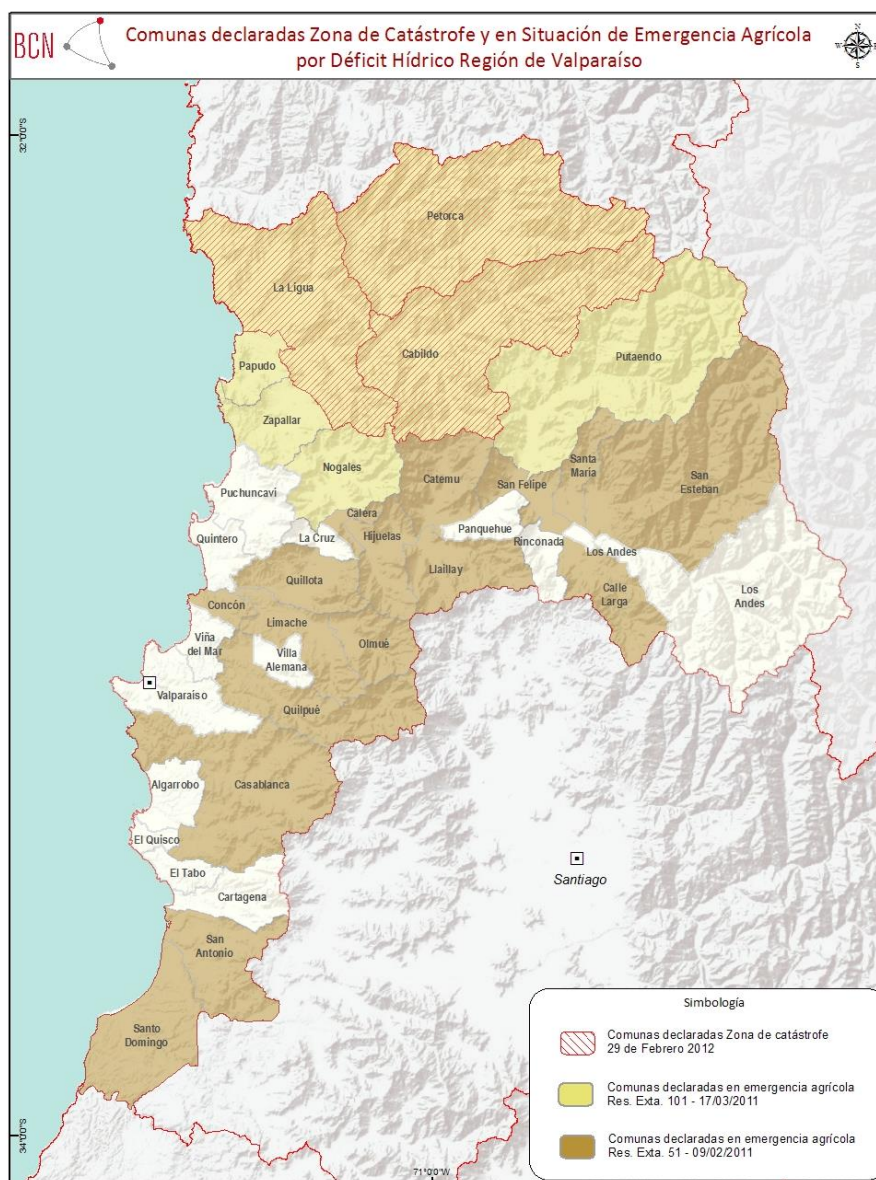 BCN
Comunas declaradas Zona de Catástrofe y en Situación de Emergencia Agrícola
por Déficit Hídrico Región de Valparaíso
N
W
E
S
32°0'0"S
Petorca
La Ligua
Cabildo
Putaendo
Papudo
Zapallar
Nogales
Catemu
San Felipe
Santa
Maria
San
Esteban
Puchuncavi
Calera
Panquehue
Quintero
La Cruz
Hijuelas
Rinconada
Los Andes
Quillota
Llaillay
Calle
Larga
Los
Andes
Concón
Limache
Viña
del Mar
Villa
Alemana
Olmué
Valparaíso
Quilpué
Algarrobo
Casablanca
El Quisco
El Tabo
Cartagena
Santiago
San
Antonio
Santo
Domingo
Simbología
Comunas declaradas Zona de catástrofe
29 de Febrero 2012
Comunas declaradas en emergencia agrícola
Res. Exta. 101 - 17/03/2011
Comunas declaradas en emergencia agrícola
Res. Exta. 51 - 09/02/2011
34°0'0"S
71°0'0"W